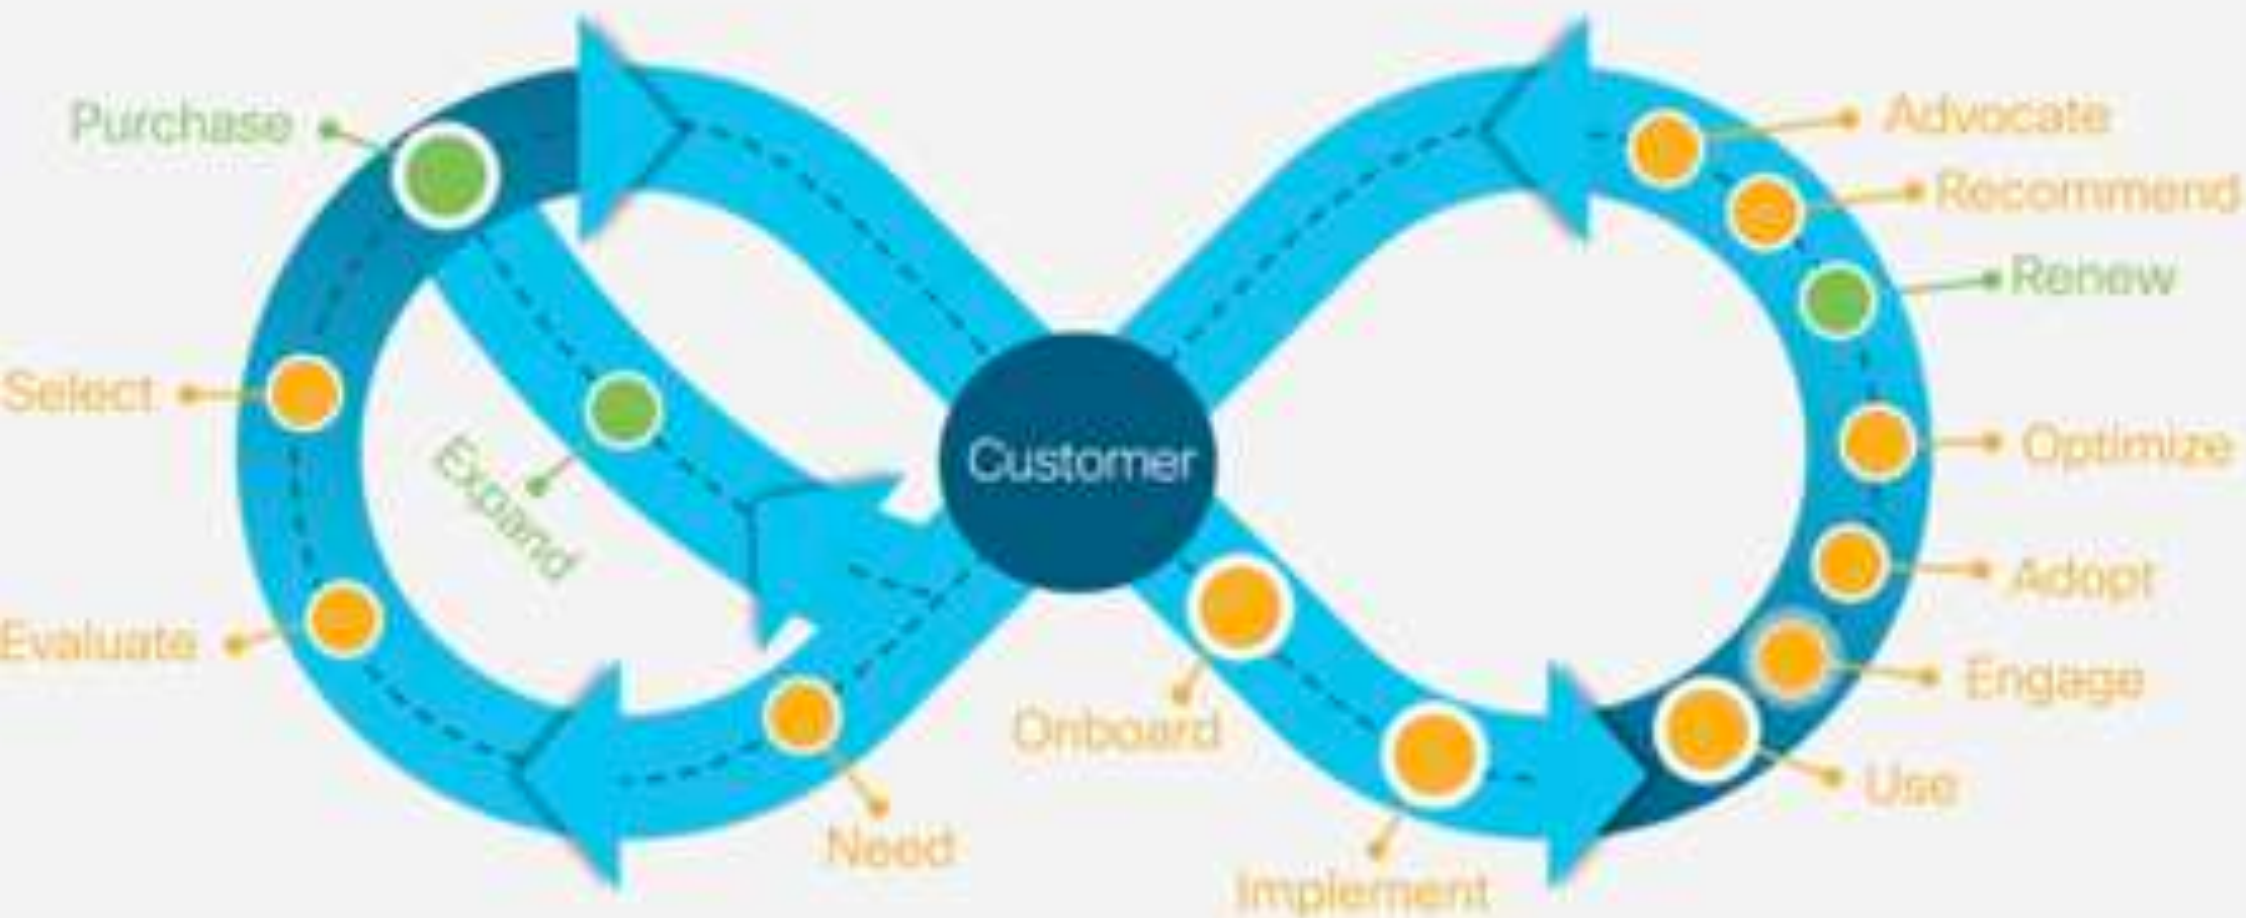 Purchase
Advocate
Recommend
Renew
Select
Optimize
Customer
Expand
Adopt
Evaluate
Engage
Onboard
Use
Need
Implement